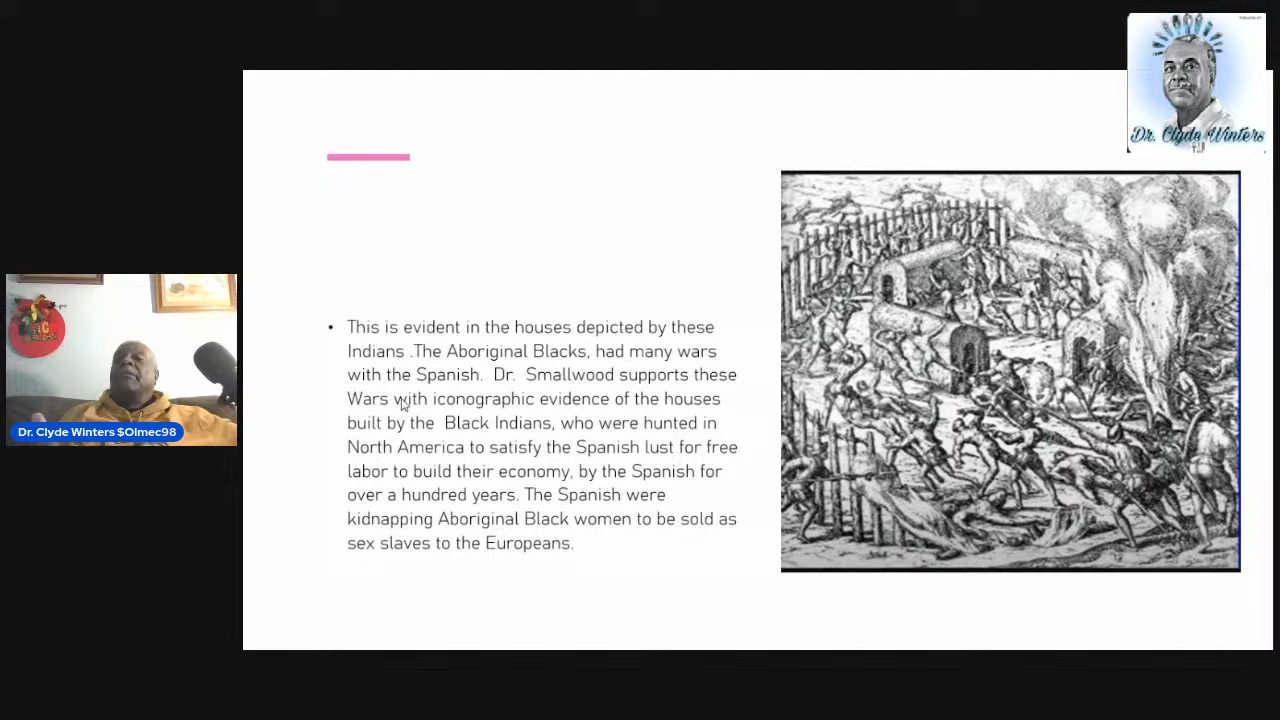 Dr. Clyde Winters
This is evident in the houses depicted by these
Indians .The Aboriginal Blacks, had many wars
with the Spanish. Dr. Smallwood supports these
Wars with iconographic evidence of the houses
built by the Black Indians, who were hunted in
North America to satisfy the Spanish lust for free
labor to build their economy, by the Spanish for
over a hundred years. The Spanish were
kidnapping Aboriginal Black women to be sold as
sex slaves to the Europeans.
Dr. Clyde Winters $Olmec98